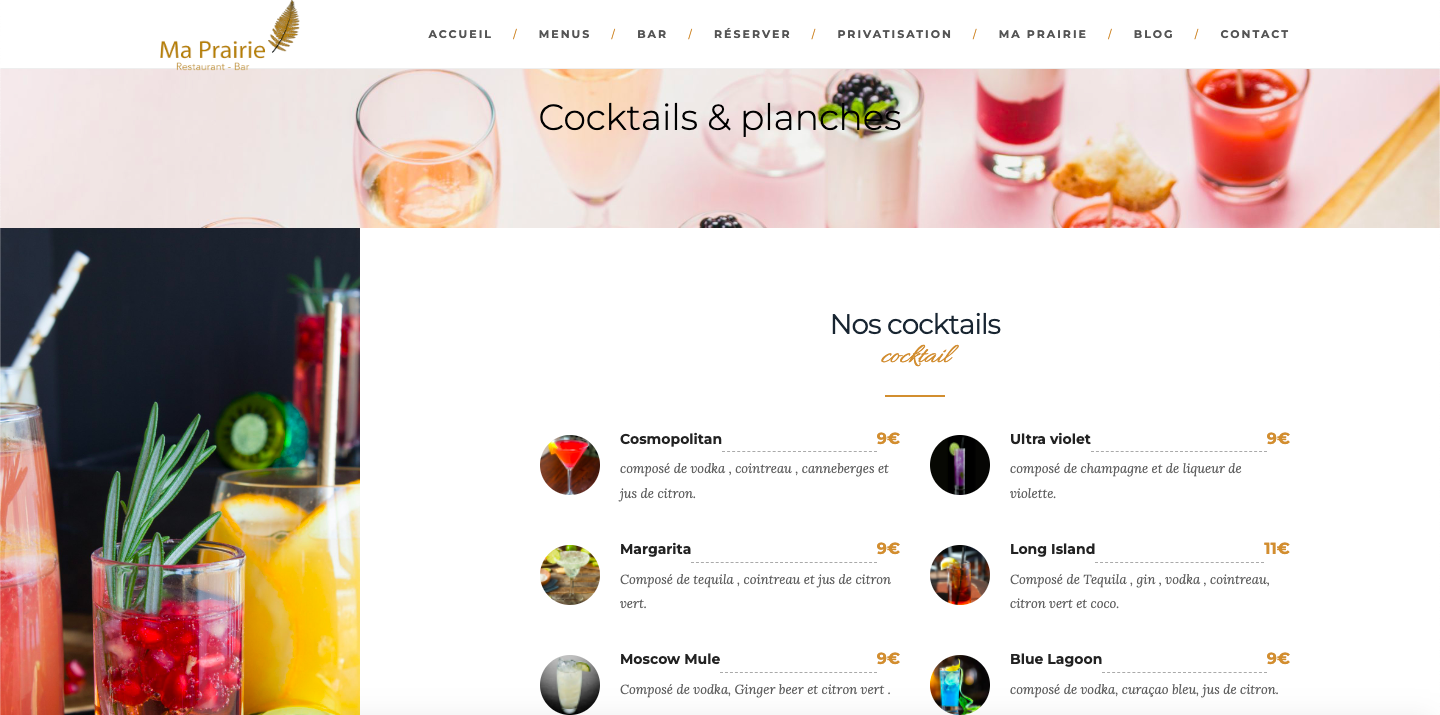 Ma Prairie
Restaurant - Bar
ACCUEIL / MENUS / BAR / RÉSERVER / PRIVATISATION / MA PRAIRIE / BLOG / CONTACT
Cocktails & planches
Nos cocktails
cocktail
Cosmopolitan 9€
composé de vodka , cointreau , canneberges et
jus de citron.
Ultra violet 9€
composé de champagne et de liqueur de
violette.
Margarita 9€
Composé de tequila , cointreau et jus de citron
vert.
Long Island 11€
Composé de Tequila , gin , vodka , cointreau,
citron vert et coco.
Moscow Mule 9€
Composé de vodka, Ginger beer et citron vert .
Blue Lagoon 9€
composé de vodka, curaçao bleu, jus de citron.